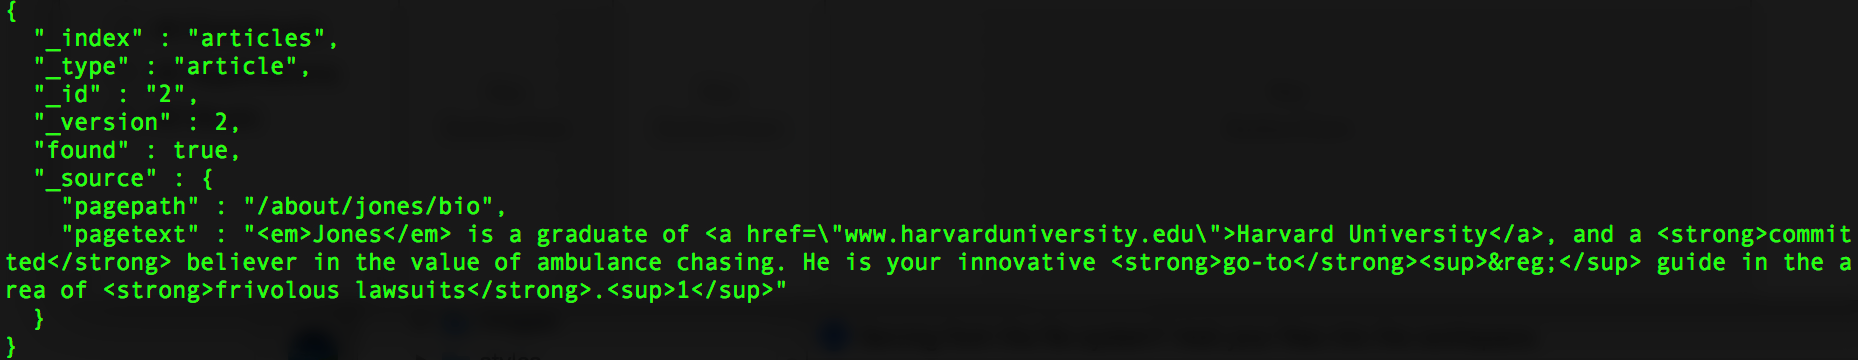 {
  "_index" : "articles",
  "_type" : "article",
  "_id" : "2",
  "_version" : 2,
  "found" : true,
  "_source" : {
    "pagepath" : "/about/jones/bio",
    "pagetext" : "<em>Jones</em> is a graduate of <a href=\"www.harvarduniversity.edu\">Harvard University</a>, and a <strong>commit
ted</strong> believer in the value of ambulance chasing. He is your innovative <strong>go-to</strong><sup>&reg;</sup> guide in the a
rea of <strong>frivolous lawsuits</strong>.<sup>1</sup>"
  }
}